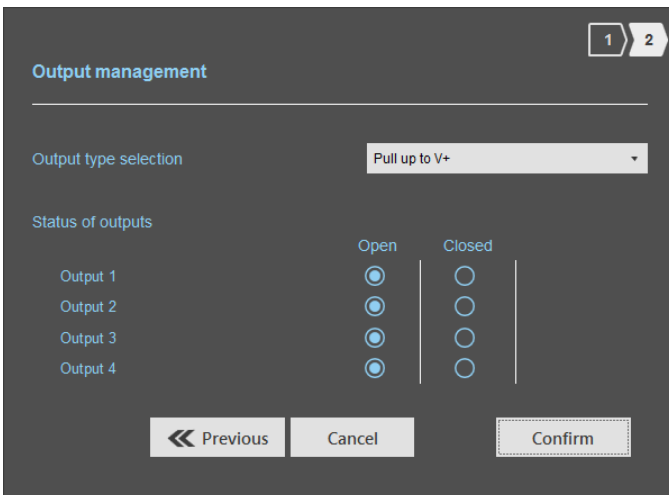 1 2
Output management
Output type selection Pull up to V+
Status of outputs
Open Closed
Output 1
Output 2
Output 3
Output 4
Previous Cancel Confirm